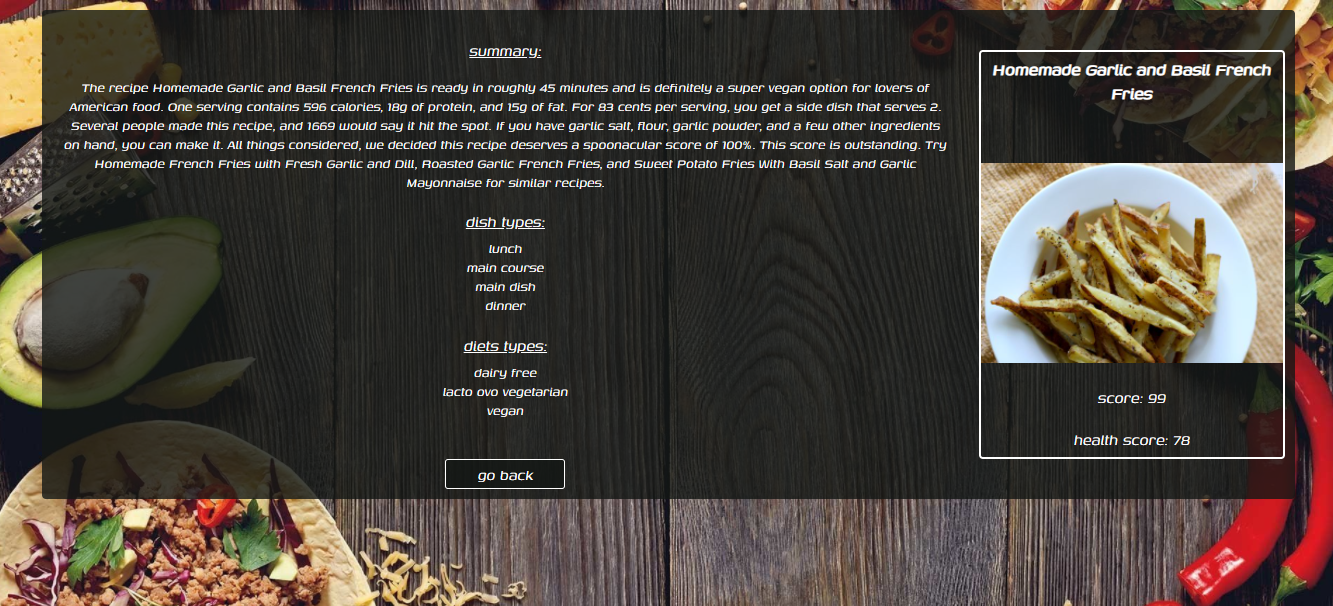 summary:
The recipe Homemade Garlic and Basil French Fries is ready in roughly 45 minutes and is definitely a super vegan option for lovers of
American food. One serving contains 596 calories, 18g of protein, and 15g of fat. For 83 cents per serving, you get a side dish that serves 2.
Several people made this recipe, and 1669 would say it hit the spot. If you have garlic salt, flour, garlic powder, and a few other ingredients
on hand, you can make it. All things considered, we decided this recipe deserves a spoonacular score of 100%. This score is outstanding. Try
Homemade French Fries with Fresh Garlic and Dill, Roasted Garlic French Fries, and Sweet Potato Fries With Basil Salt and Garlic
Mayonnaise for similar recipes.
dish types:
lunch
main course
main dish
dinner
diets types:
dairy free
lacto ovo vegetarian
vegan
go back
Homemade Garlic and Basil French
Fries
score: 99
health score: 78